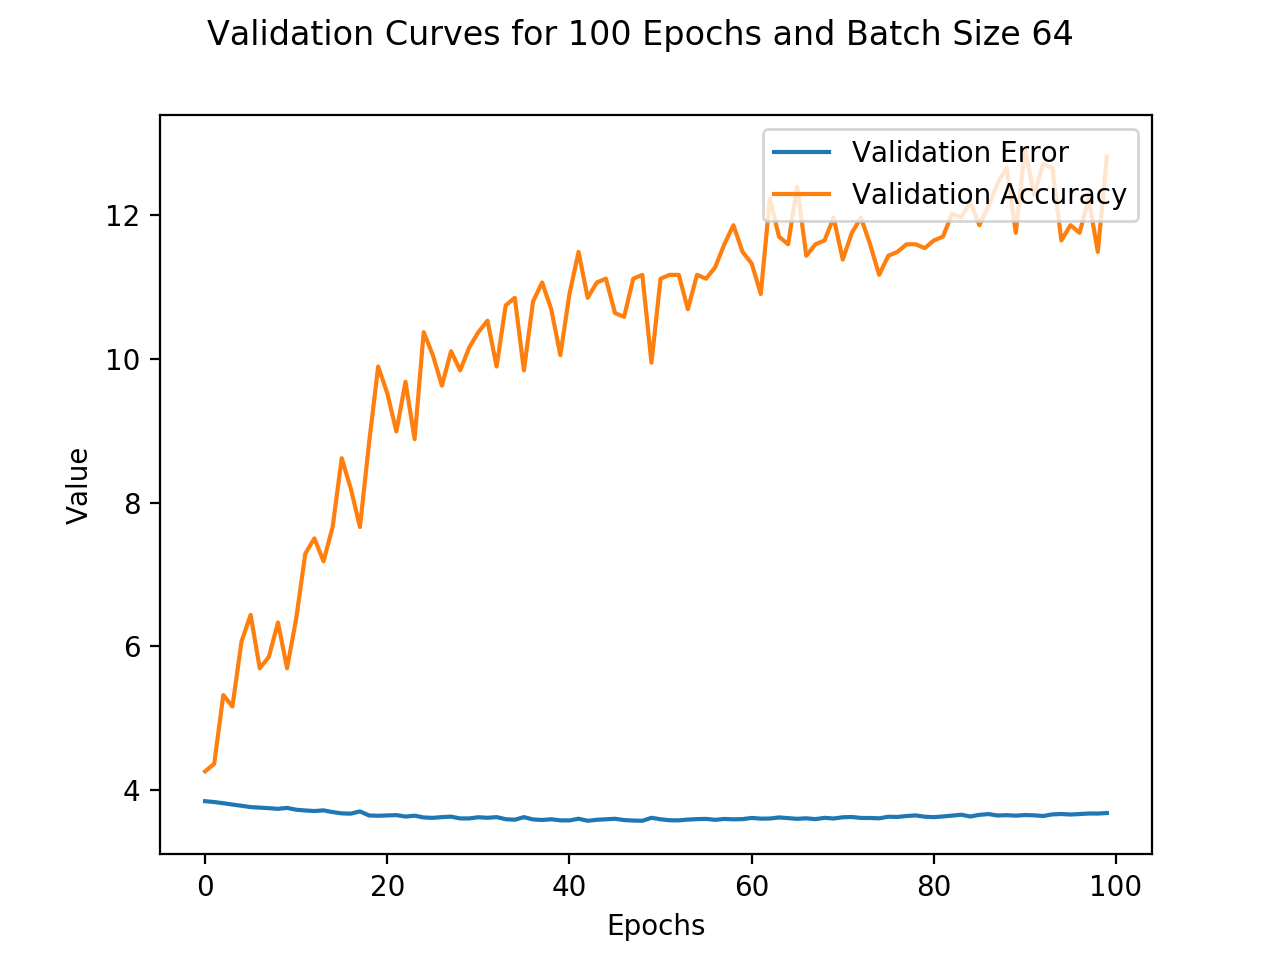 Validation Curves for 100 Epochs and Batch Size 64
Validation Error
Validation Accuracy
12
10
8
6
4
Value
0 20 40 60 80 100
Epochs